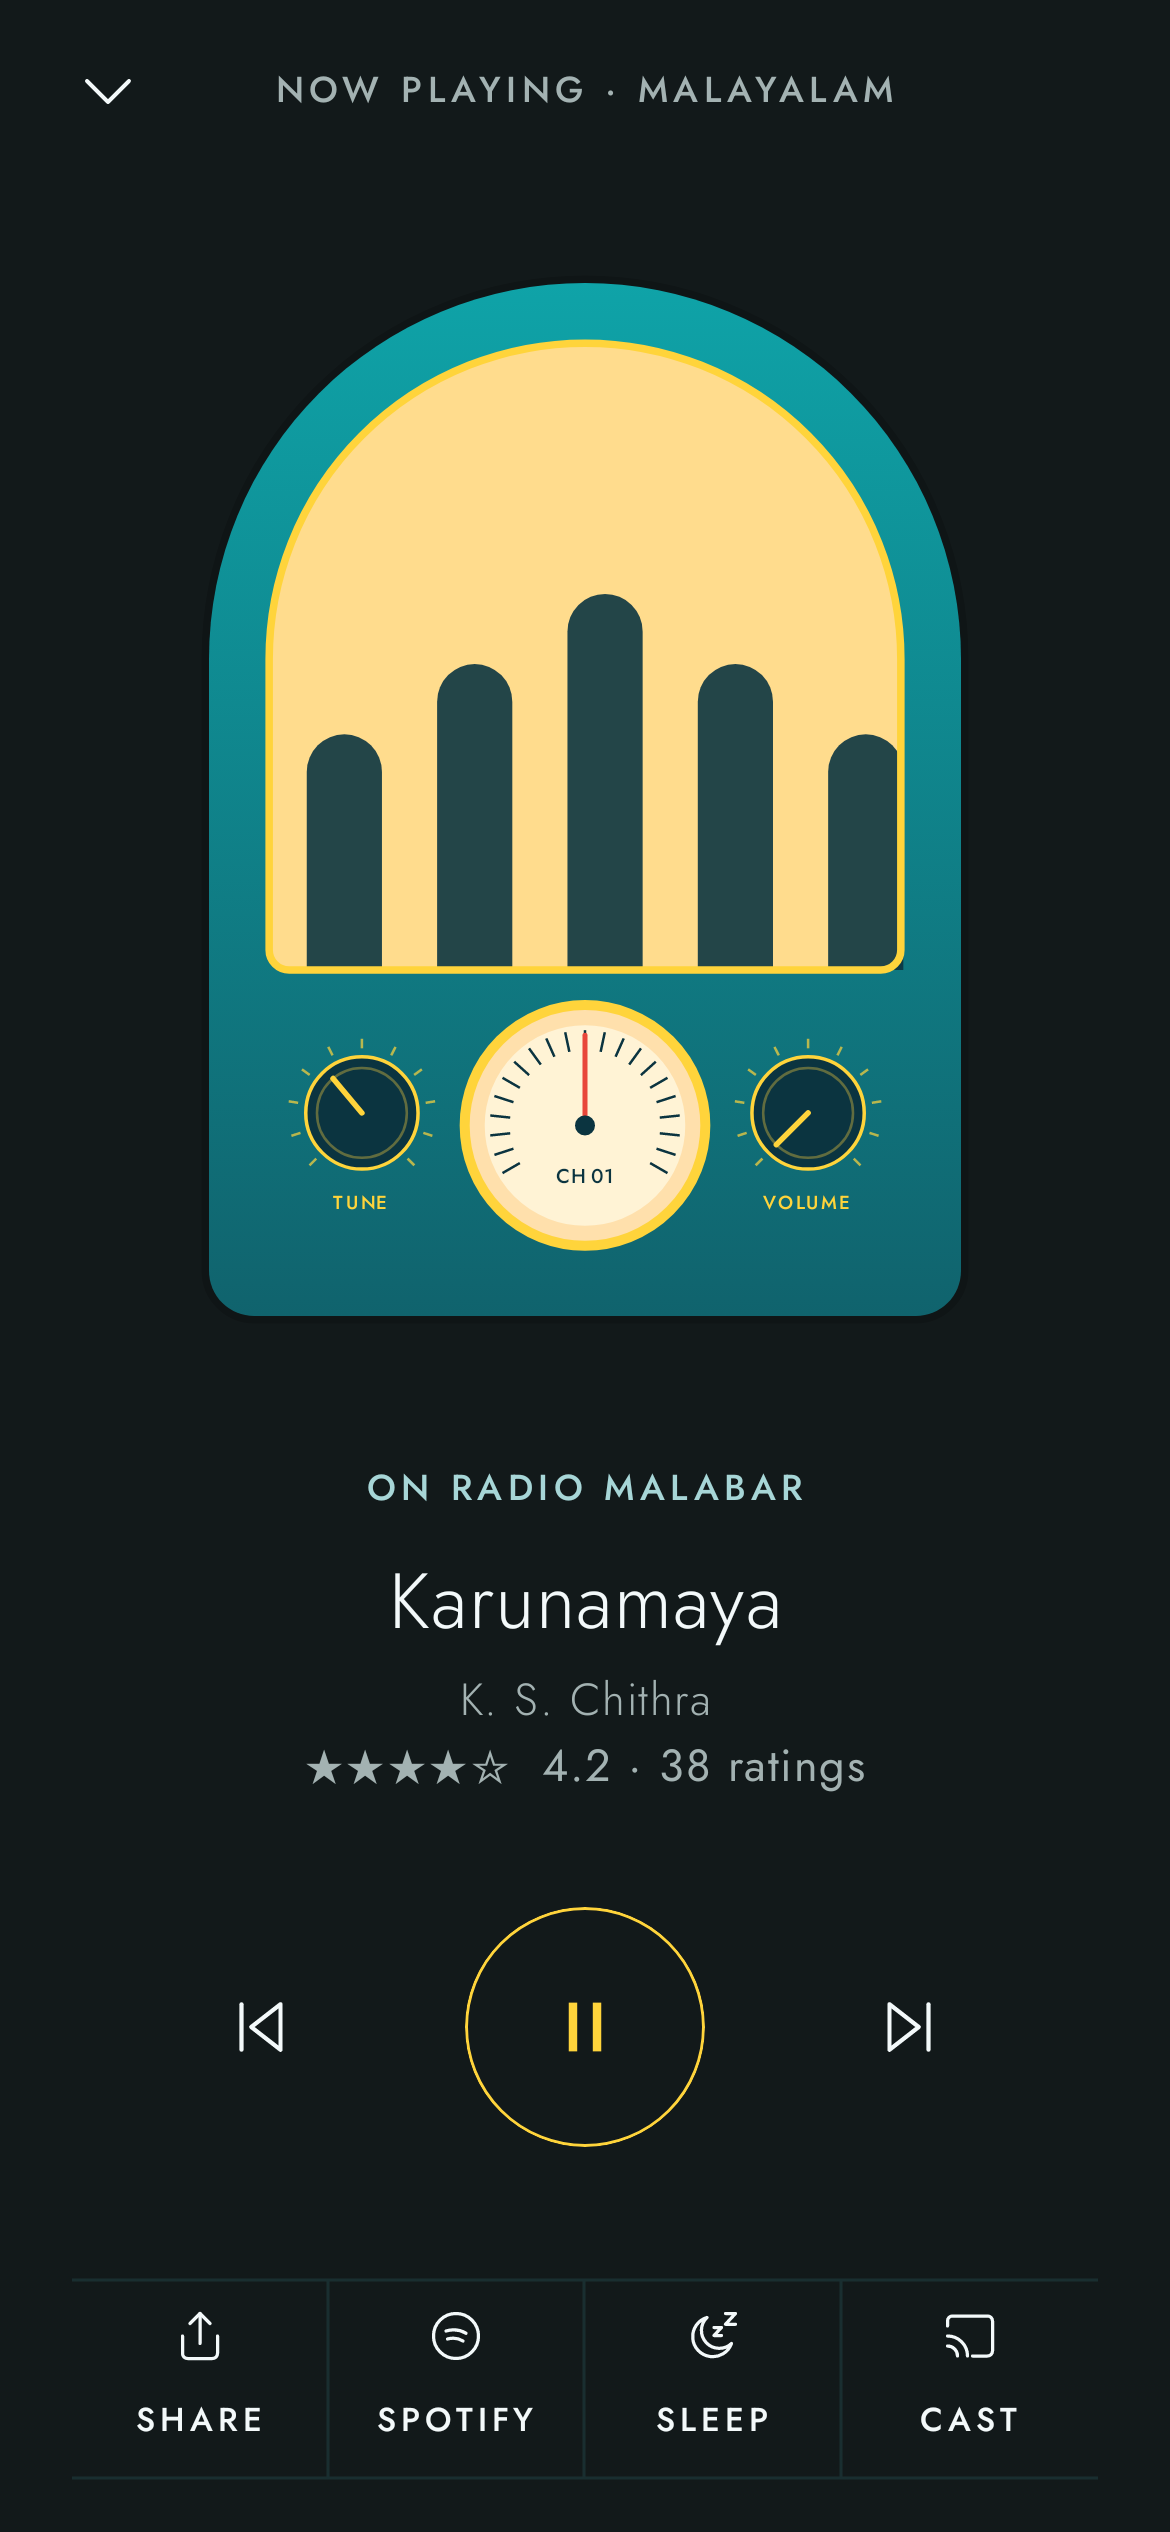 NOW PLAYING · MALAYALAM
CH 01
TUNE
VOLUME
ON RADIO MALABAR
Karunamaya
K. S. Chithra
★★★★☆ 4.2 · 38 ratings
SHARE
SPOTIFY
SLEEP
CAST